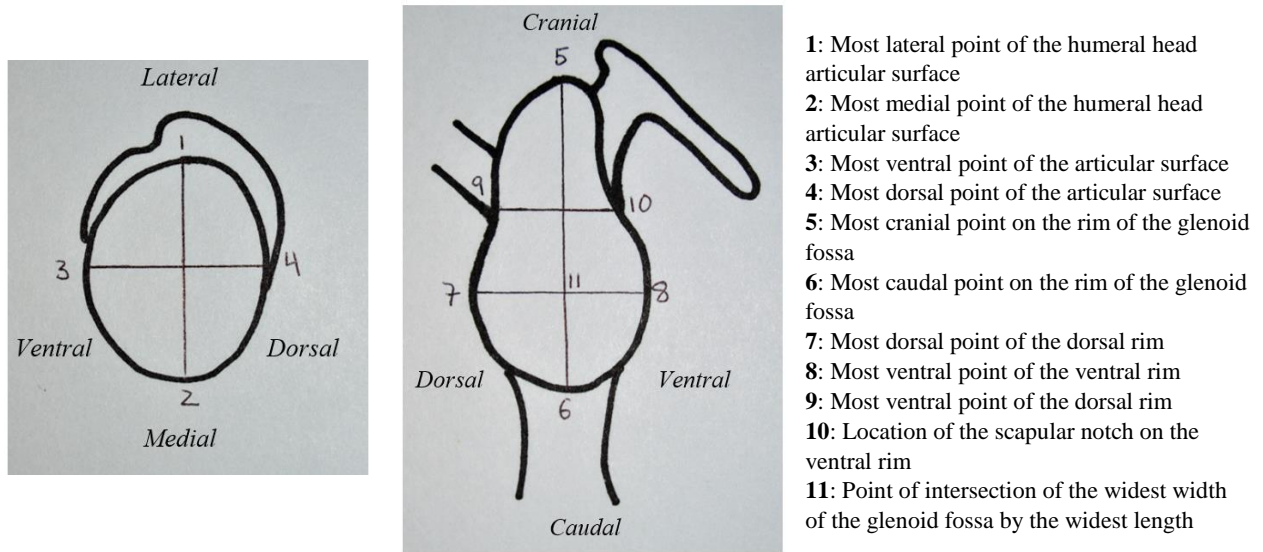 Lateral
1
3
4
Ventral
Dorsal
2
Medial
Cranial
5
9
10
7
11
8
Dorsal
Ventral
6
Caudal
1: Most lateral point of the humeral head
articular surface
2: Most medial point of the humeral head
articular surface
3: Most ventral point of the articular surface
4: Most dorsal point of the articular surface
5: Most cranial point on the rim of the glenoid
fossa
6: Most caudal point on the rim of the glenoid
fossa
7: Most dorsal point of the dorsal rim
8: Most ventral point of the ventral rim
9: Most ventral point of the dorsal rim
10: Location of the scapular notch on the
ventral rim
11: Point of intersection of the widest width
of the glenoid fossa by the widest length